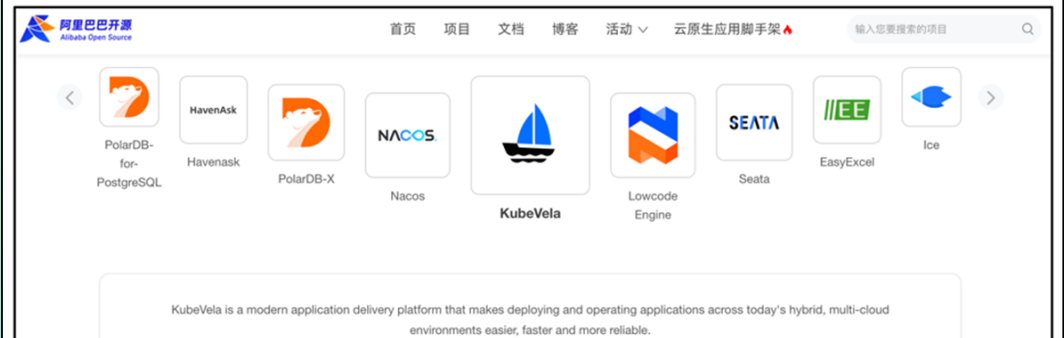 阿里巴巴开源
Alibaba Open Source
首页 项目 文档 博客 活动 云原生应用脚手架
输入您要搜索的项目
PolarDB-
for-
PostgreSQL
HavenAsk
Havenask
PolarDB-X
NACOS.
Nacos
KubeVela
Lowcode
Engine
SEATA
Seata
EE
EasyExcel
Ice
KubeVela is a modern application delivery platform that makes deploying and operating applications across today's hybrid, multi-cloud
environments easier, faster and more reliable.